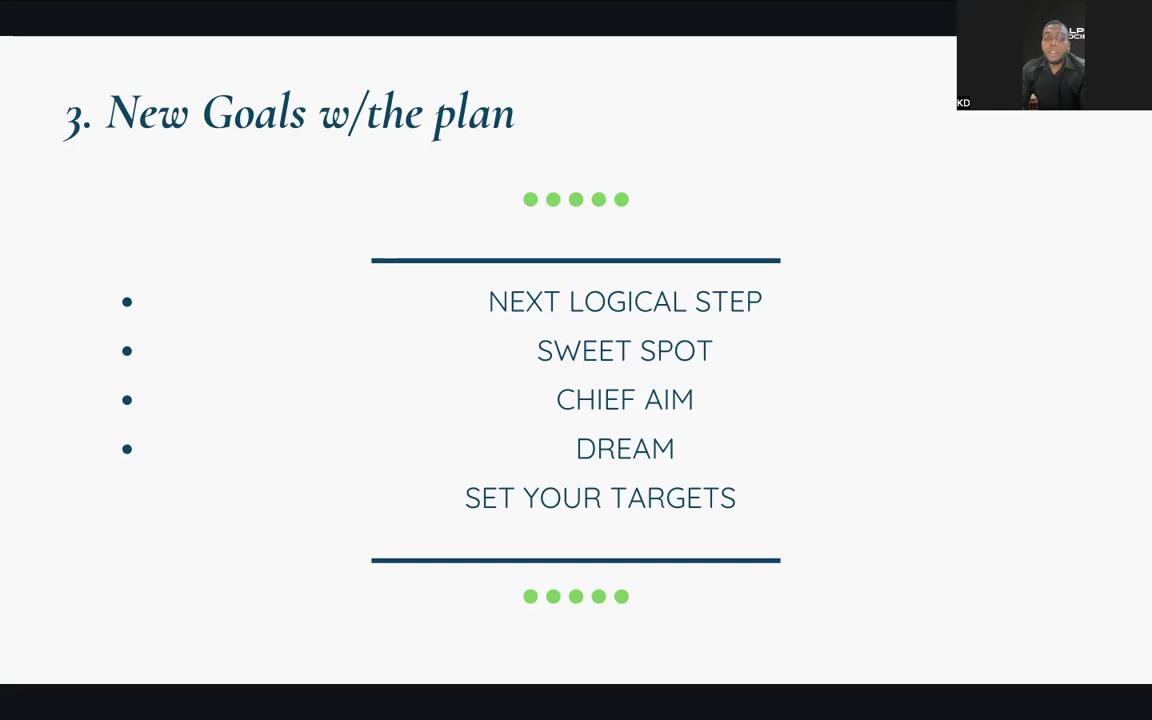 3. New Goals w/the plan
KD
• NEXT LOGICAL STEP
• SWEET SPOT
• CHIEF AIM
• DREAM
SET YOUR TARGETS